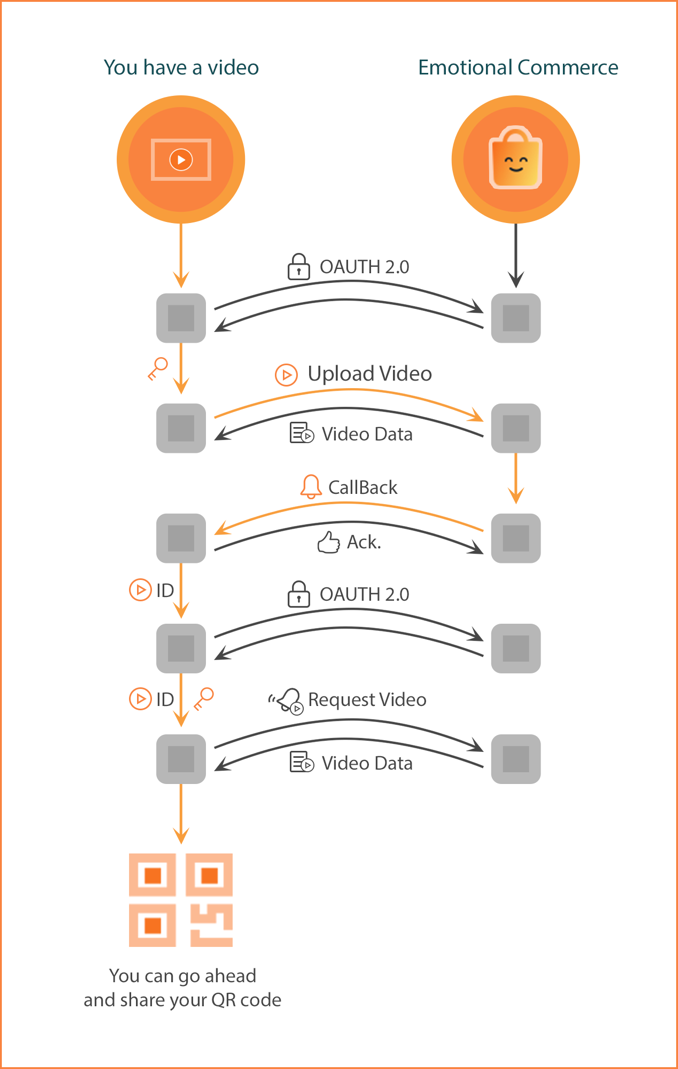 You have a video
Emotional Commerce
OAUTH 2.0
Upload Video
Video Data
CallBack
Ack.
ID
OAUTH 2.0
ID
Request Video
Video Data
You can go ahead
and share your QR code